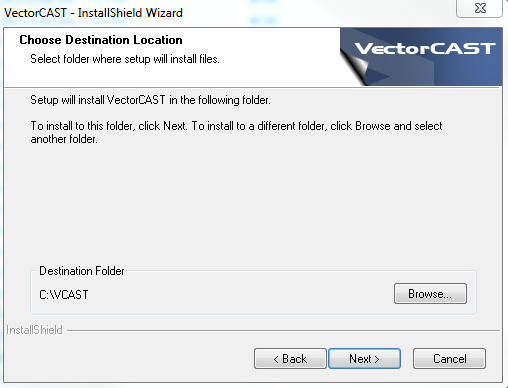 VectorCAST - InstallShield Wizard
Choose Destination Location
Select folder where setup will install files.
VectorCAST
Setup will install VectorCAST in the following folder.
To install to this folder, click Next. To install to a different folder, click Browse and select
another folder.
Destination Folder
C:\VCAST
Browse...
InstallShield
< Back
Next >
Cancel